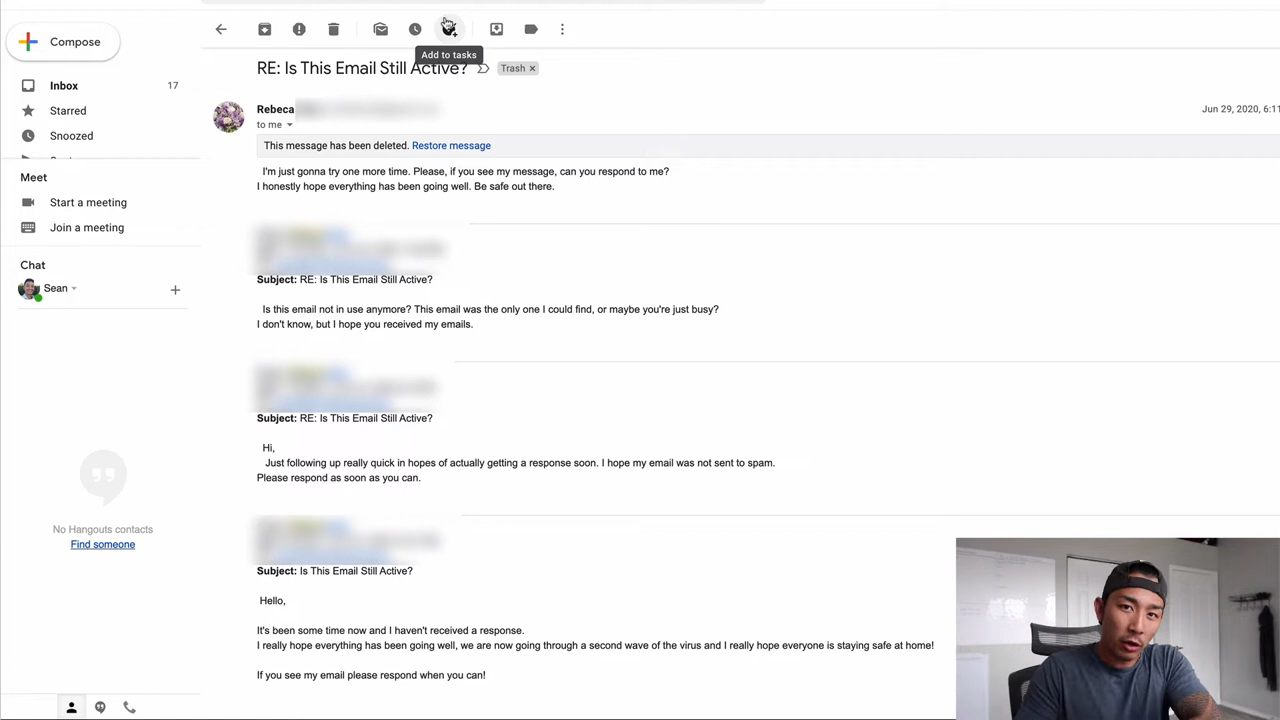 Compose
Add to tasks
RE: Is This Email Still Active?
Trash
Inbox 17
Starred
Snoozed
Rebeca
Jun 29, 2020, 6:11
to me
This message has been deleted. Restore message
I'm just gonna try one more time. Please, if you see my message, can you respond to me?
I honestly hope everything has been going well. Be safe out there.
Meet
Start a meeting
Join a meeting
Chat
Sean
No Hangouts contacts
Find someone
Subject: RE: Is This Email Still Active?
Is this email not in use anymore? This email was the only one I could find, or maybe you're just busy?
I don't know, but I hope you received my emails.
Subject: RE: Is This Email Still Active?
Hi,
Just following up really quick in hopes of actually getting a response soon. I hope my email was not sent to spam.
Please respond as soon as you can.
Subject: Is This Email Still Active?
Hello,
It's been some time now and I haven't received a response.
I really hope everything has been going well, we are now going through a second wave of the virus and I really hope everyone is staying safe at home!
If you see my email please respond when you can!